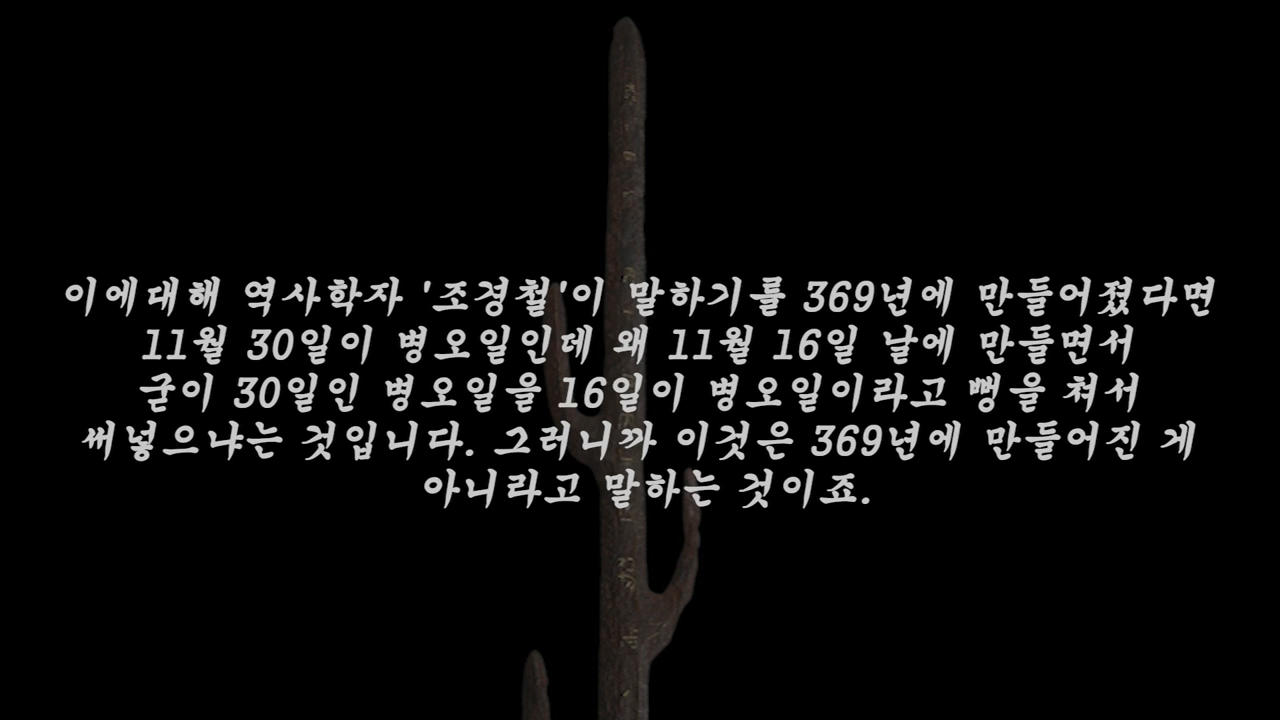 이에대해 역사학자 '조경철'이 말하기를 369년에 만들어졌다면
11월 30일이 병오일인데 왜 11월 16일 날에 만들면서
굳이 30일인 병오일을 16일이 병오일이라고 뻥을 쳐서
써넣으냐는 것입니다. 그러니까 이것은 369년에 만들어진 게
아니라고 말하는 것이죠.